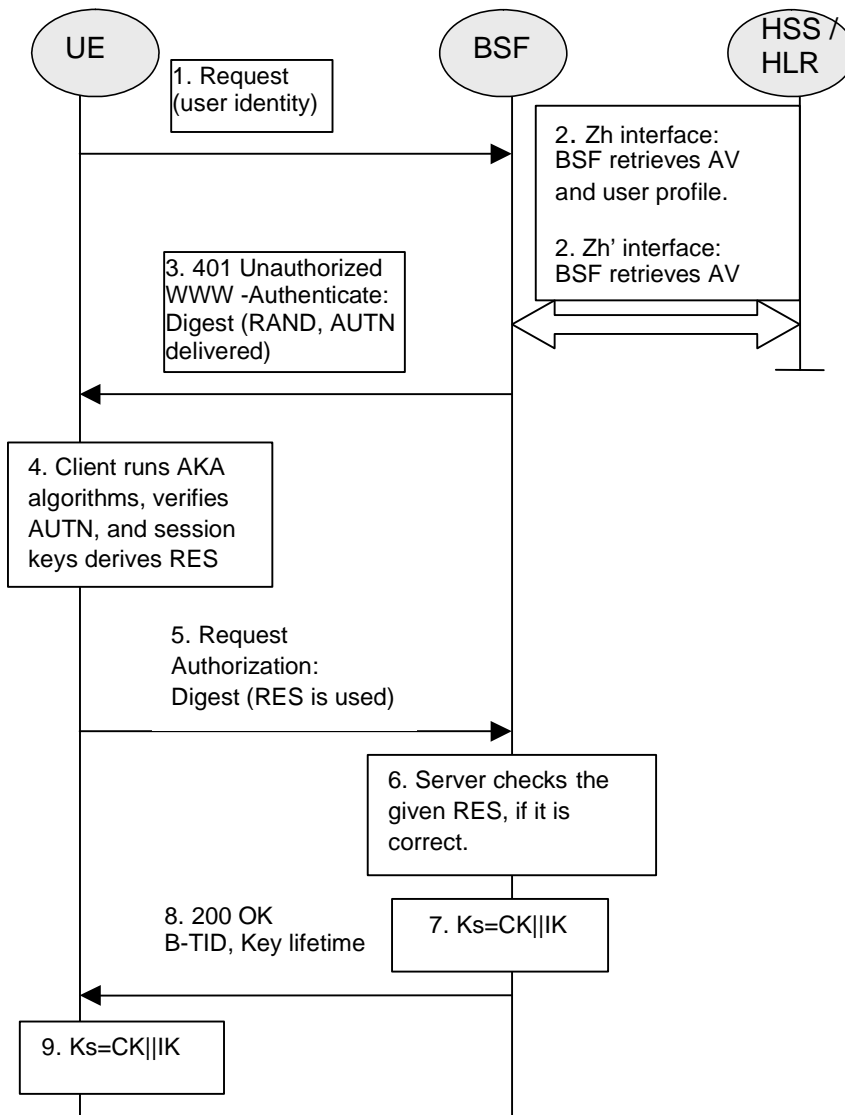 UE
BSF
HSS /
HLR
1. Request
(user identity)
2. Zh interface:
BSF retrieves AV
and user profile.
2. Zh’ interface:
BSF retrieves AV
3. 401 Unauthorized
WWW -Authenticate:
Digest (RAND, AUTN
delivered)
4. Client runs AKA
algorithms, verifies
AUTN, and session
keys derives RES
5. Request
Authorization:
Digest (RES is used)
6. Server checks the
given RES, if it is
correct.
7. Ks=CK||IK
8. 200 OK
B-TID, Key lifetime
9. Ks=CK||IK